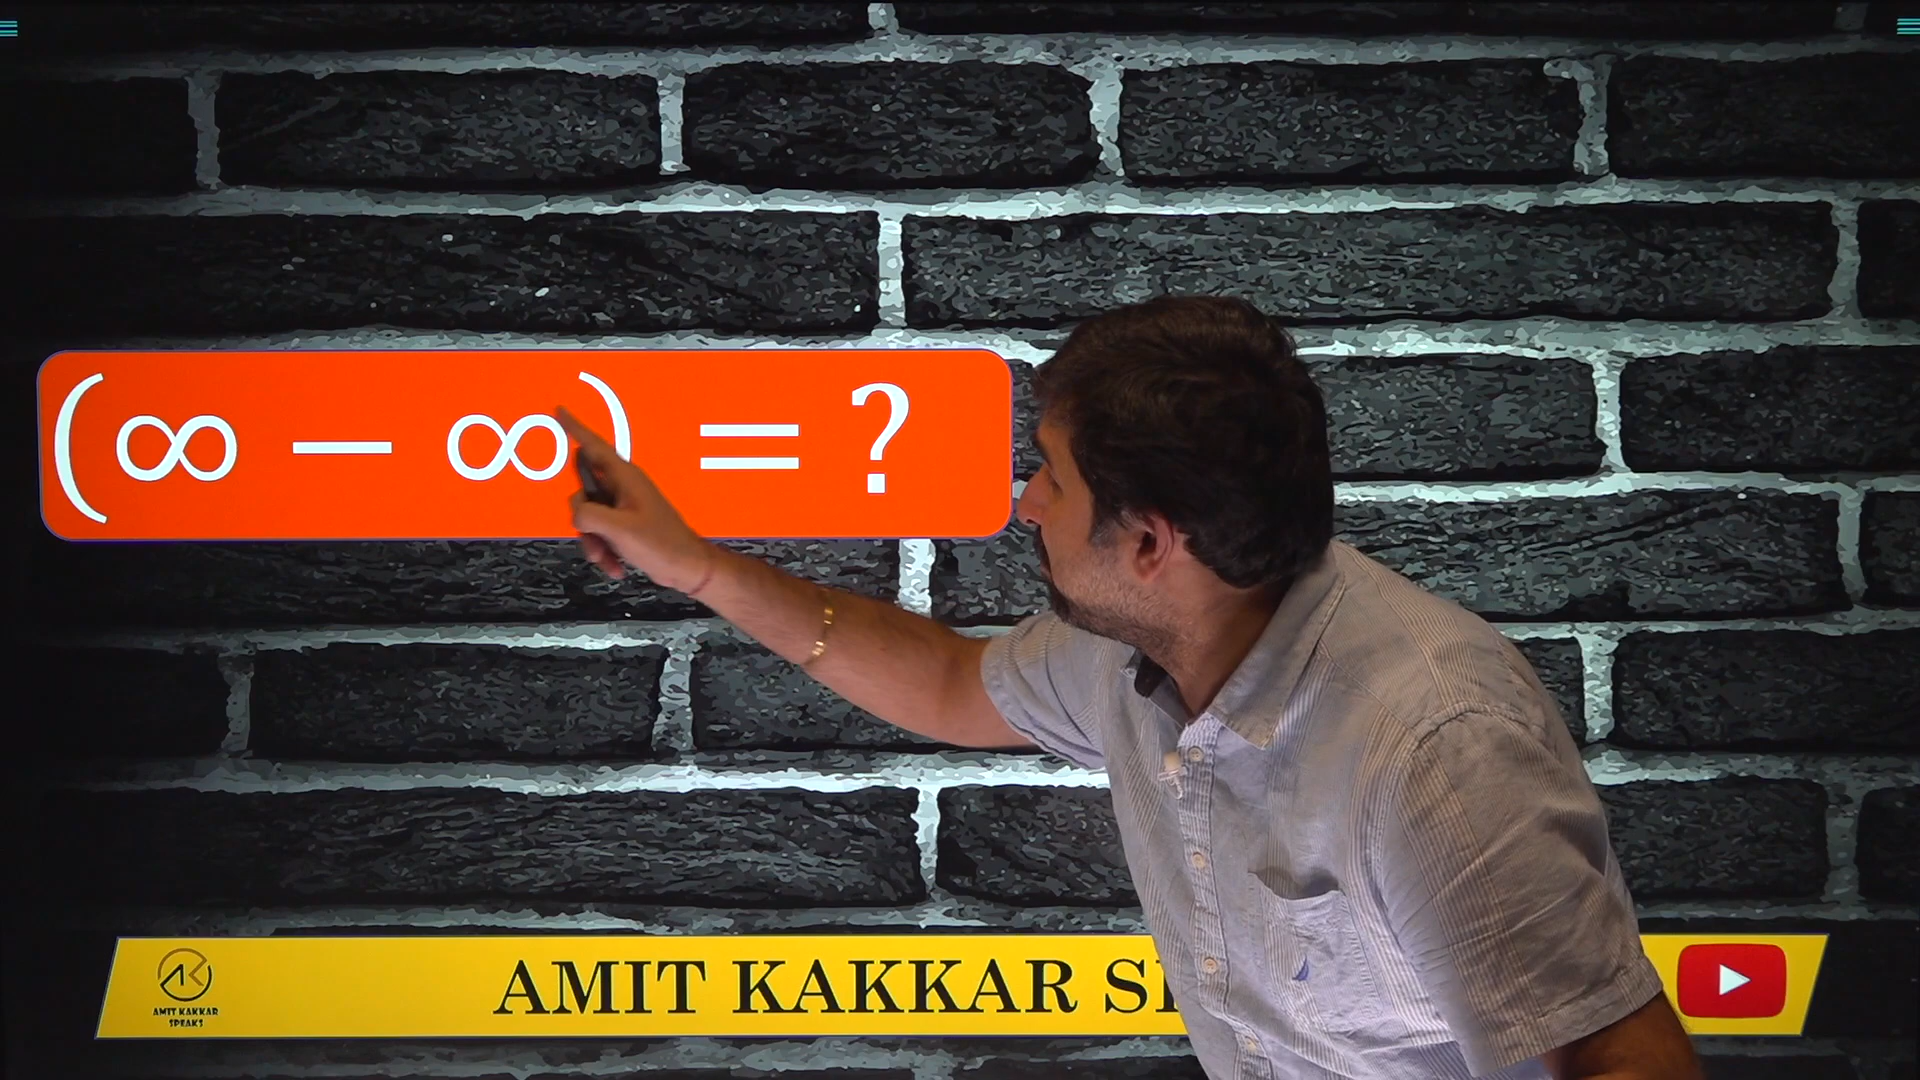 (∞ − ∞) = ?
AMIT KAKKAR
AMIT KAKKAR
SPEAKS